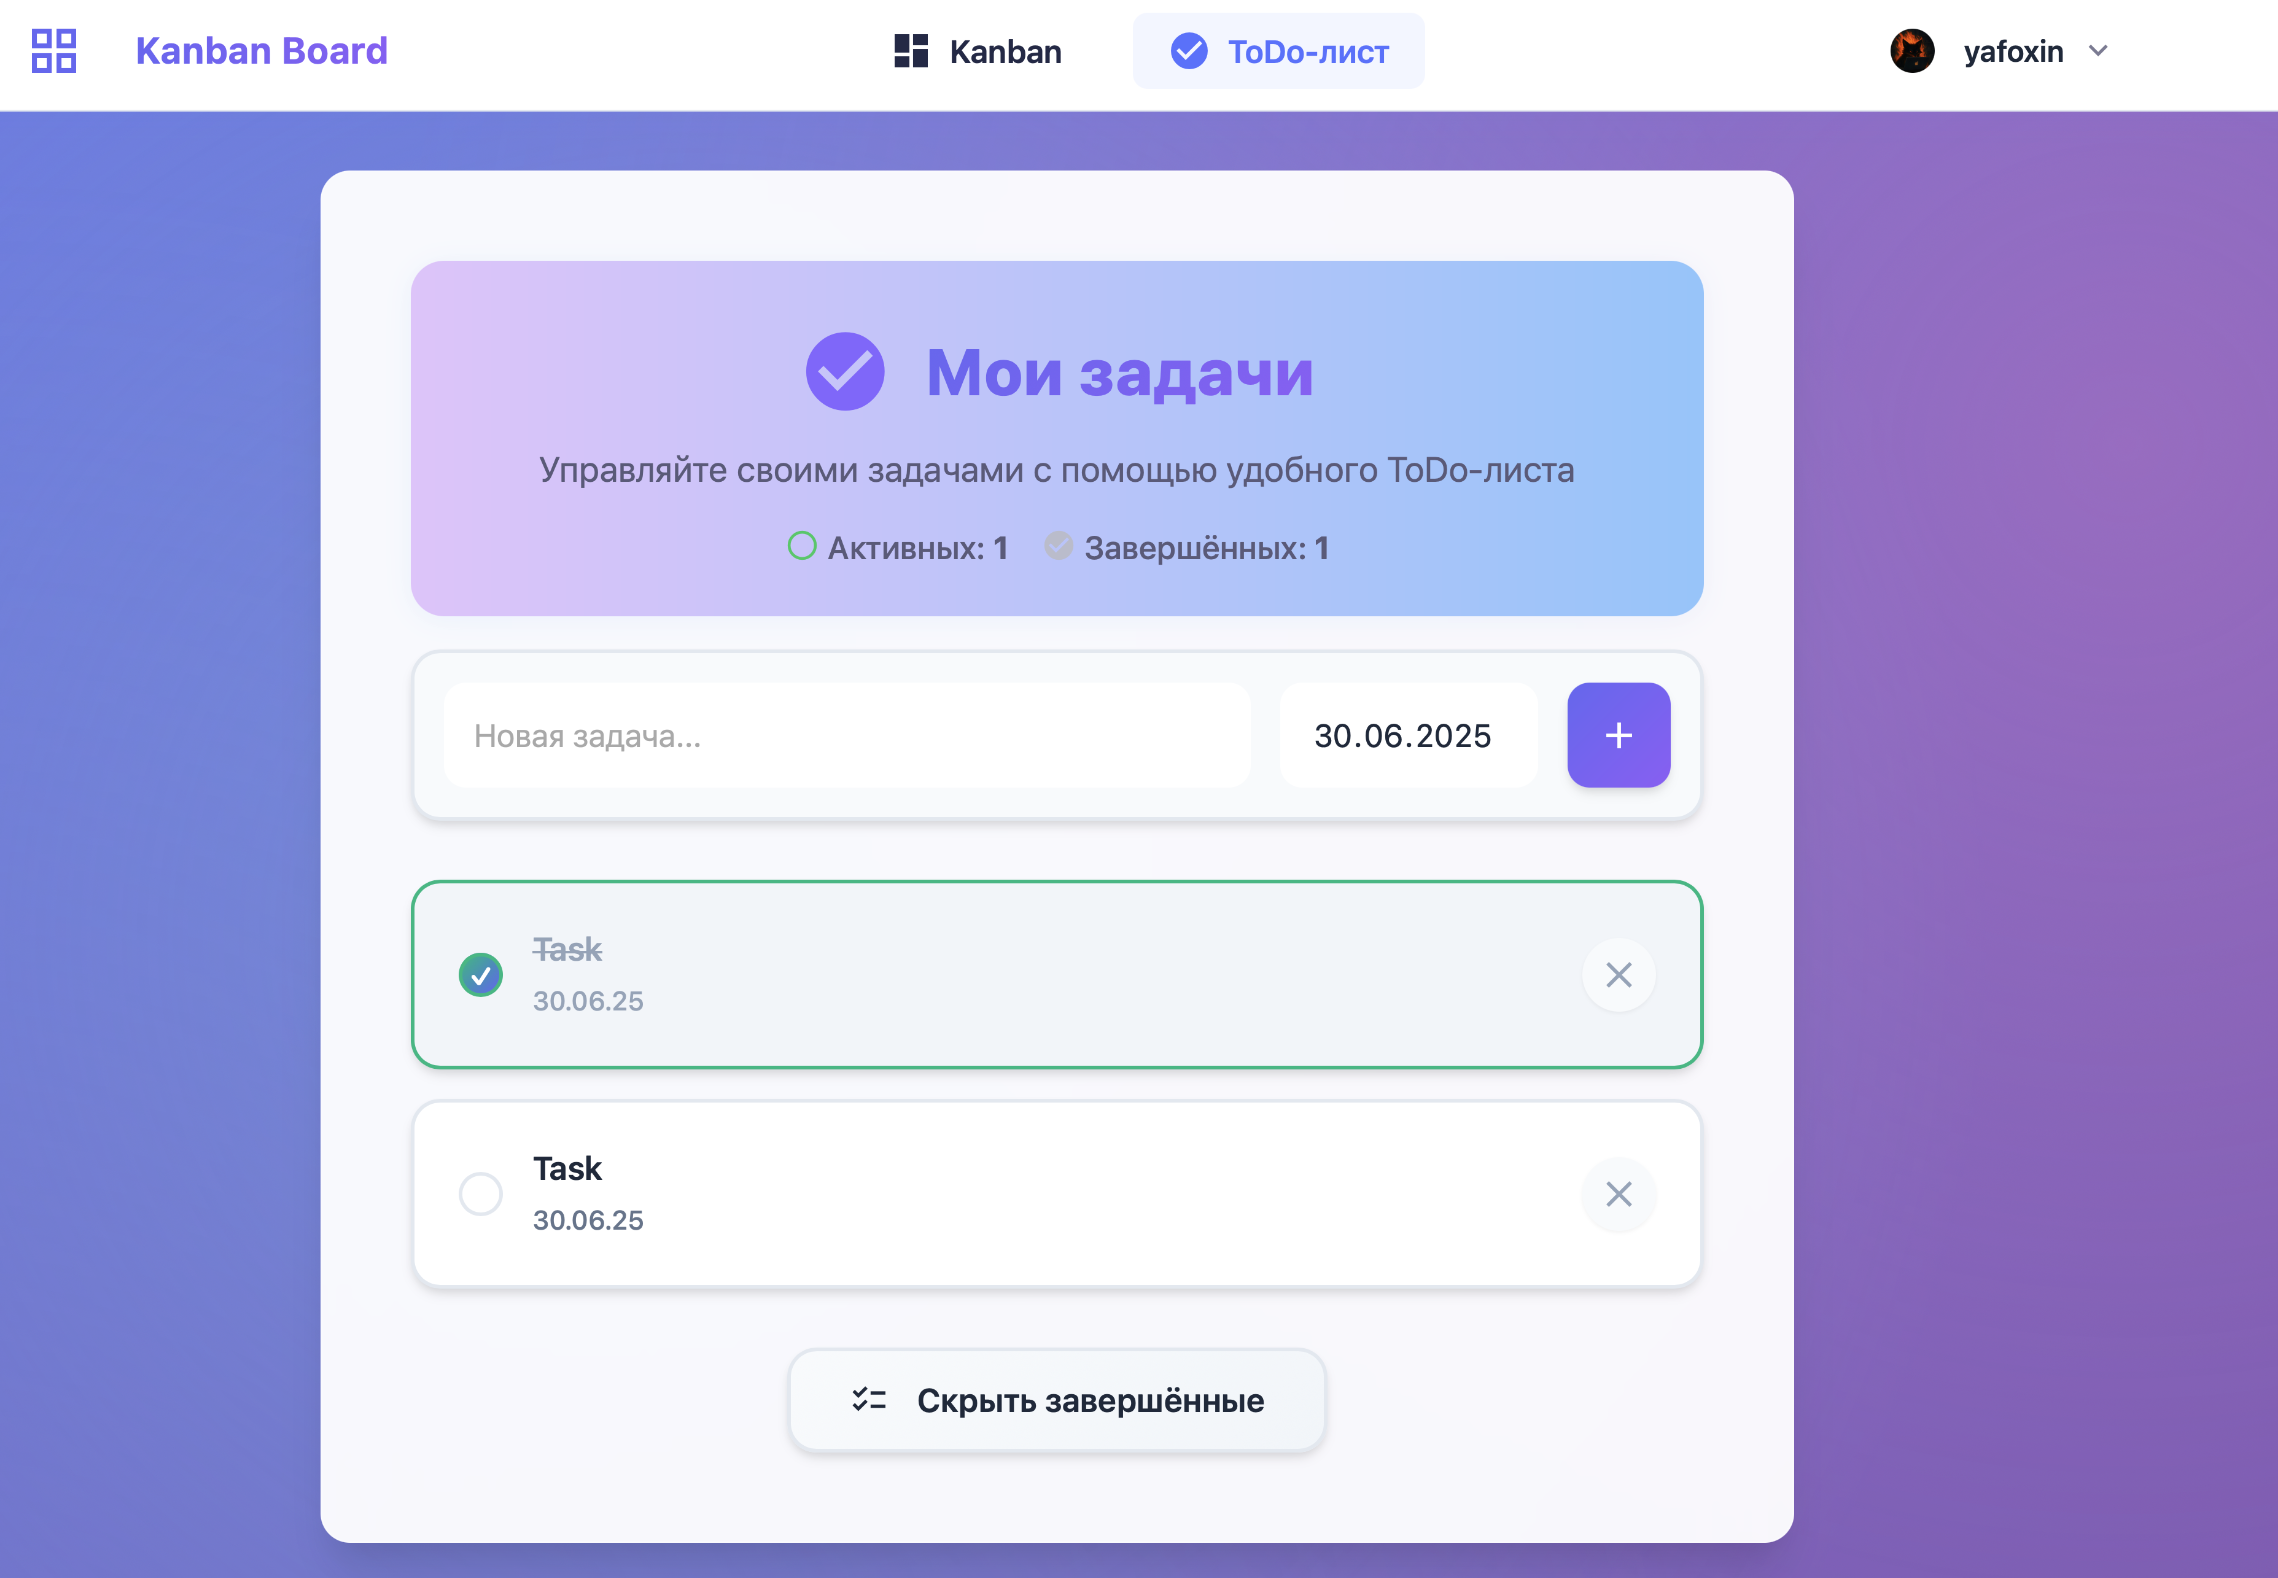 Kanban Board
Kanban
ToDo-лист
yafoxin
Мои задачи
Управляйте своими задачами с помощью удобного ToDo-листа
Активных: 1 Завершённых: 1
Новая задача...
30.06.2025
Task
30.06.25
Task
30.06.25
Скрыть завершённые